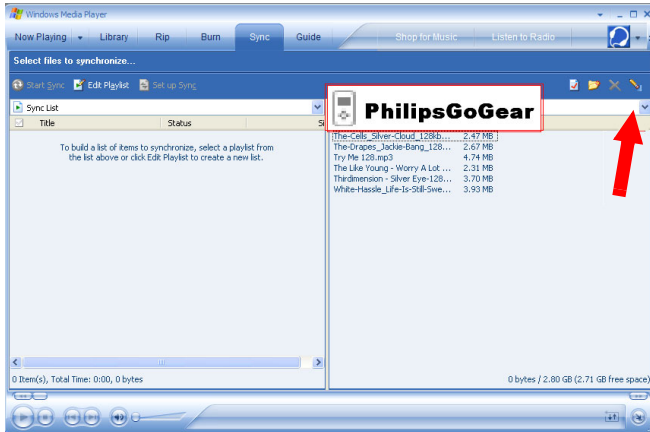 Windows Media Player
Now Playing Library Rip Burn Sync Guide Shop for Music Listen to Radio
Select files to synchronize...
Start Sync Edit Playlist Set up Sync
Sync List
PhilipsGoGear
Title Status Si
To build a list of items to synchronize, select a playlist from
the list above or click Edit Playlist to create a new list.
The-Cells_Silver-Cloud_128kb... 2.47 MB
The-Drapes_Jackie-Bang_128... 2.67 MB
Try Me 128.mp3 4.74 MB
The Like Young - Worry A Lot ... 2.31 MB
Thirdimension - Silver Eye-128... 3.70 MB
White-Hassle_Life-Is-Still-Swe... 3.93 MB
0 Item(s), Total Time: 0:00, 0 bytes
0 bytes / 2.80 GB (2.71 GB free space)